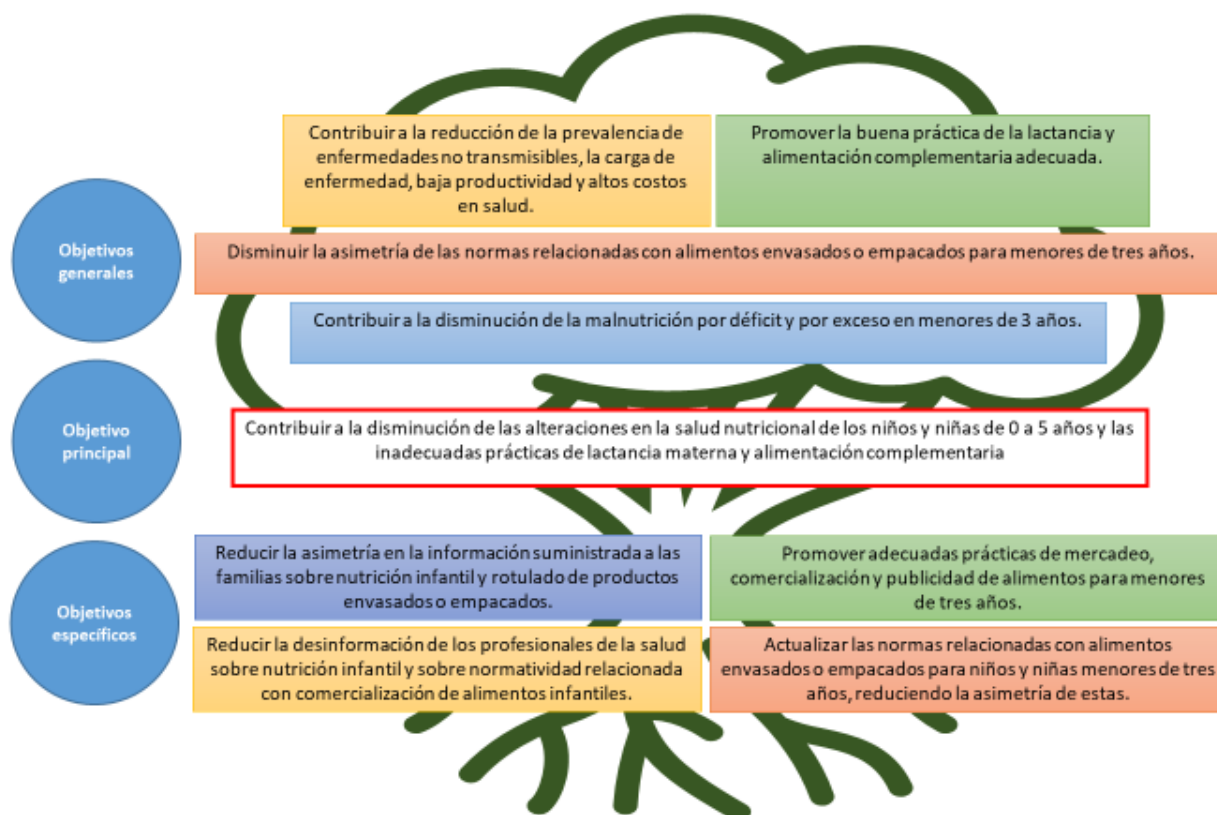 Contribuir a la reducción de la prevalencia de
enfermedades no transmisibles, la carga de
enfermedad, baja productividad y altos costos
en salud.
Promover la buena práctica de la lactancia y
alimentación complementaria adecuada.
Objetivos
generales
Disminuir la asimetría de las normas relacionadas con alimentos envasados o empacados para menores de tres años.
Contribuir a la disminución de la malnutrición por déficit y por exceso en menores de 3 años.
Objetivo
principal
Contribuir a la disminución de las alteraciones en la salud nutricional de los niños y niñas de 0 a 5 años y las
inadecuadas prácticas de lactancia materna y alimentación complementaria
Objetivos
específicos
Reducir la asimetría en la información suministrada a las
familias sobre nutrición infantil y rotulado de productos
envasados o empacados.
Promover adecuadas prácticas de mercadeo,
comercialización y publicidad de alimentos para menores
de tres años.
Reducir la desinformación de los profesionales de la salud
sobre nutrición infantil y sobre normatividad relacionada
con comercialización de alimentos infantiles.
Actualizar las normas relacionadas con alimentos
envasados o empacados para niños y niñas menores de tres
años, reduciendo la asimetría de estas.